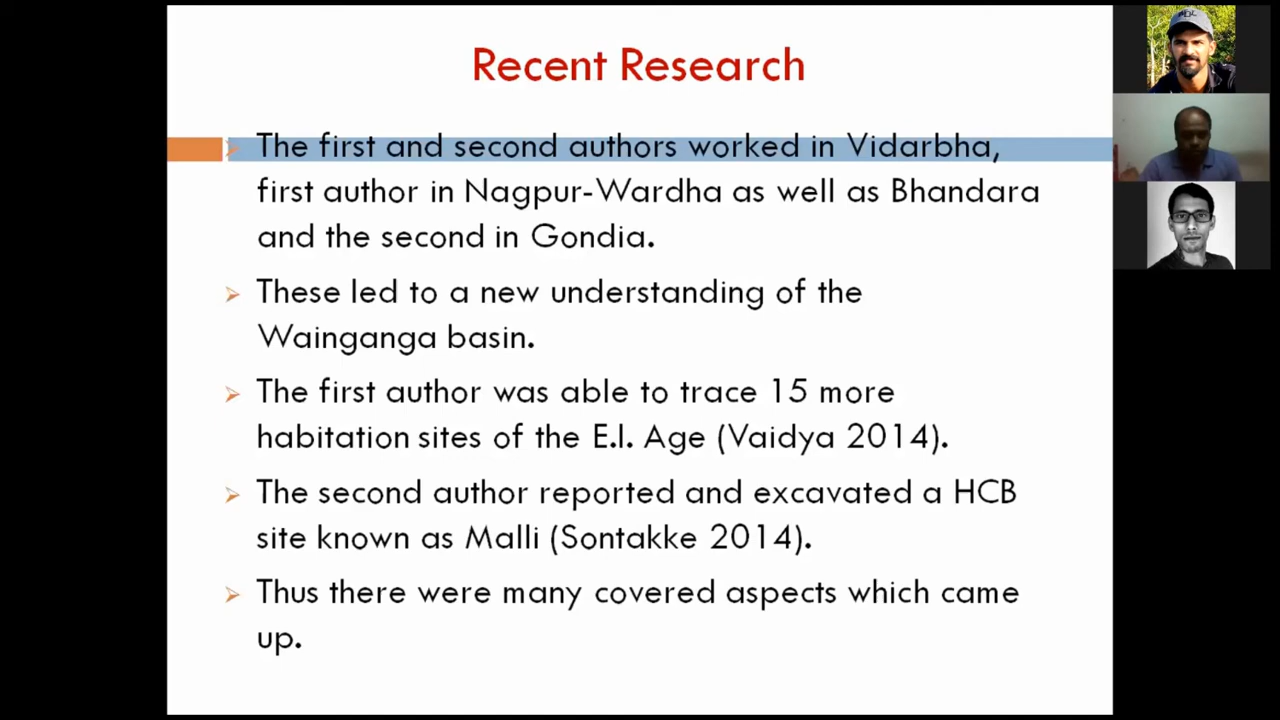 Recent Research
The first and second authors worked in Vidarbha,
first author in Nagpur-Wardha as well as Bhandara
and the second in Gondia.
These led to a new understanding of the
Wainganga basin.
The first author was able to trace 15 more
habitation sites of the E.I. Age (Vaidya 2014).
The second author reported and excavated a HCB
site known as Malli (Sontakke 2014).
Thus there were many covered aspects which came
up.